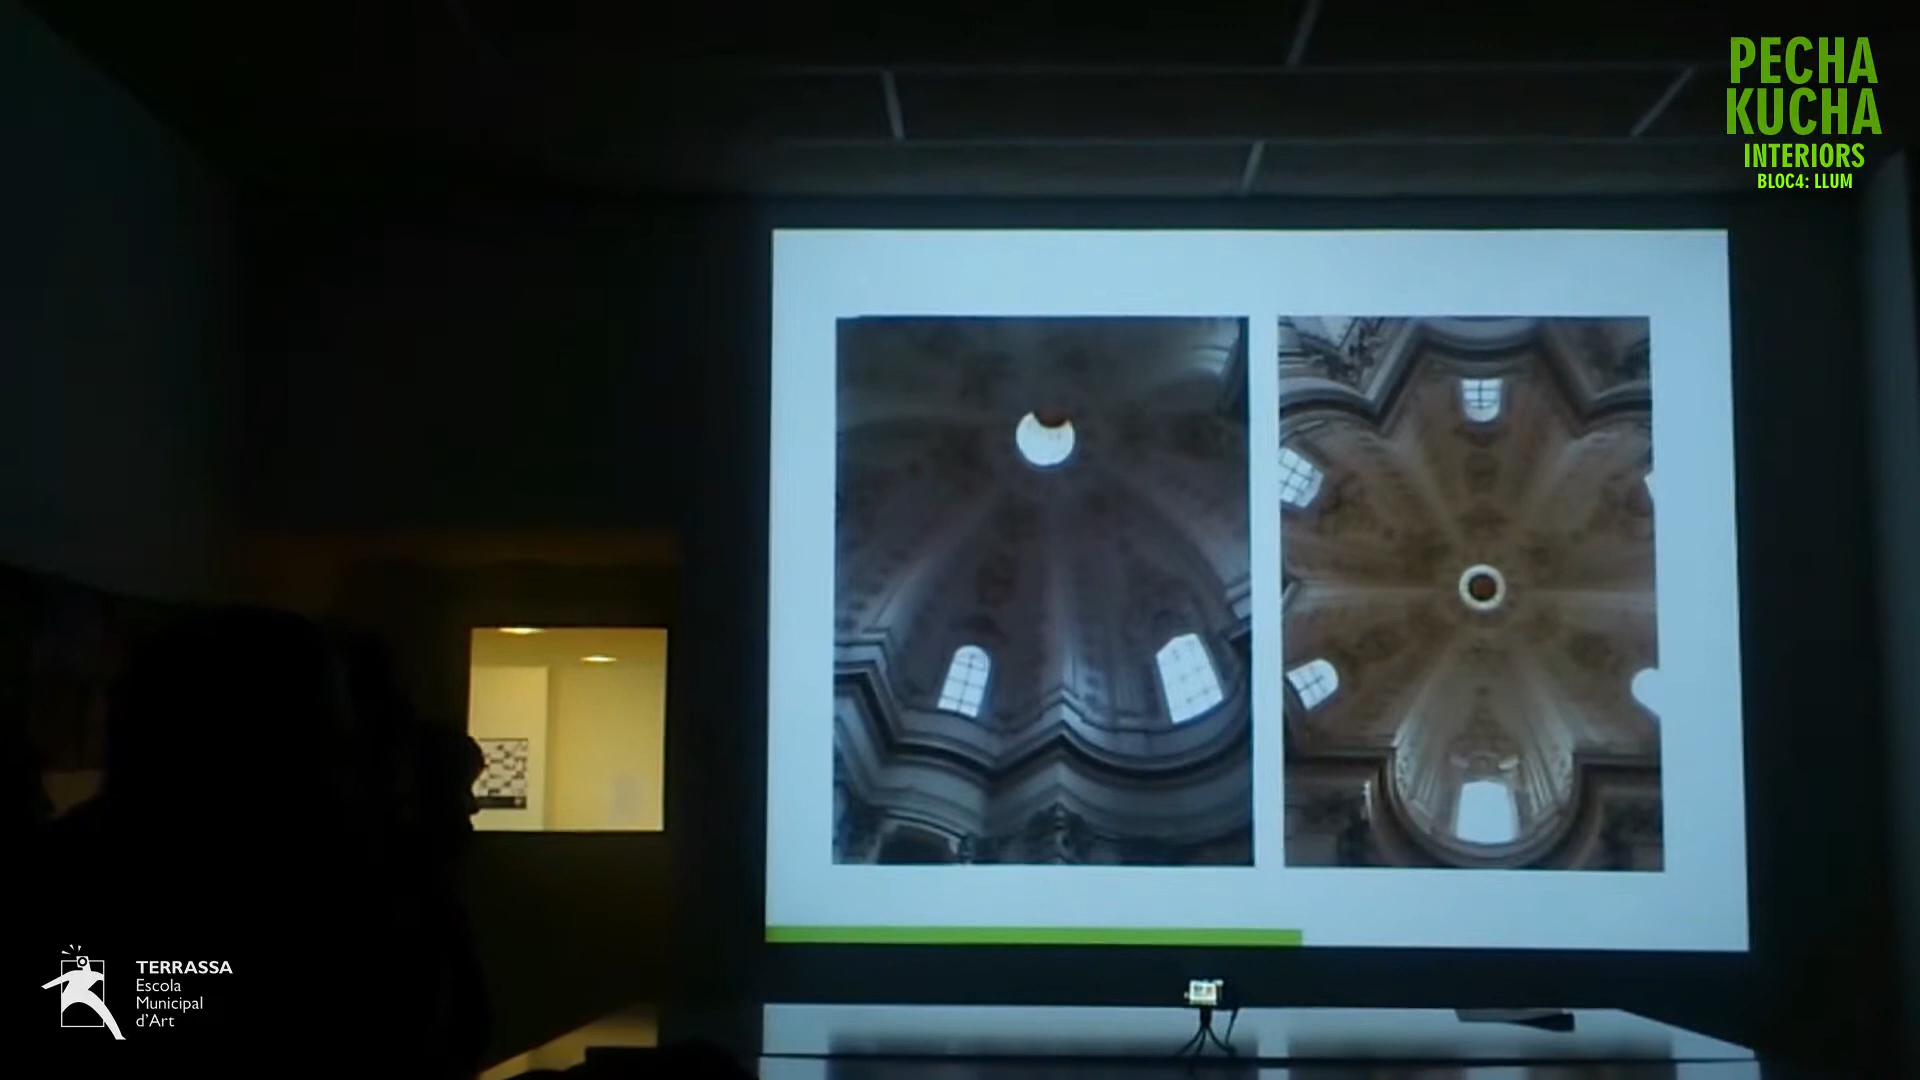 PECHA
KUCHA
INTERIORS
BLOC4: LLUM
TERRASSA
Escola
Municipal
d'Art